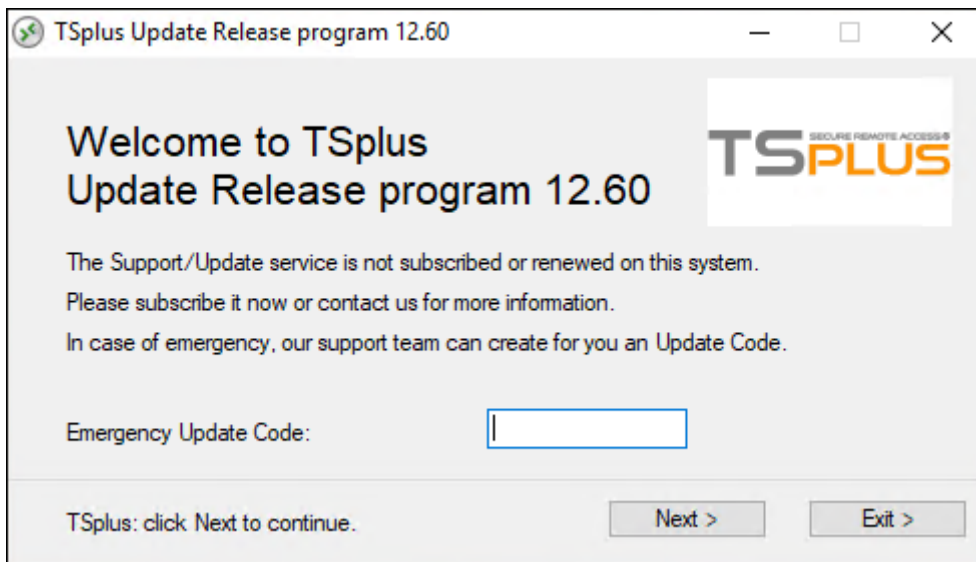 TSplus Update Release program 12.60
Welcome to TSplus
Update Release program 12.60
SECURE REMOTE ACCESS®
TSPLUS
The Support/Update service is not subscribed or renewed on this system.
Please subscribe it now or contact us for more information.
In case of emergency, our support team can create for you an Update Code.
Emergency Update Code:
TSplus: click Next to continue.
Next >
Exit >